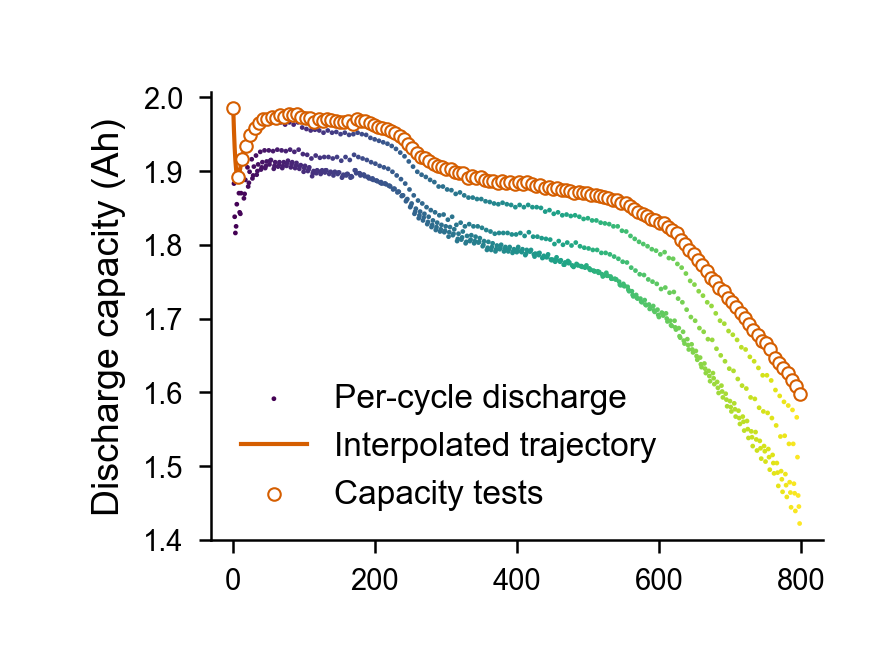 2.0
1.9
1.8
1.7
1.6
1.5
1.4
Discharge capacity (Ah)
Per-cycle discharge
Interpolated trajectory
Capacity tests
0 200 400 600 800